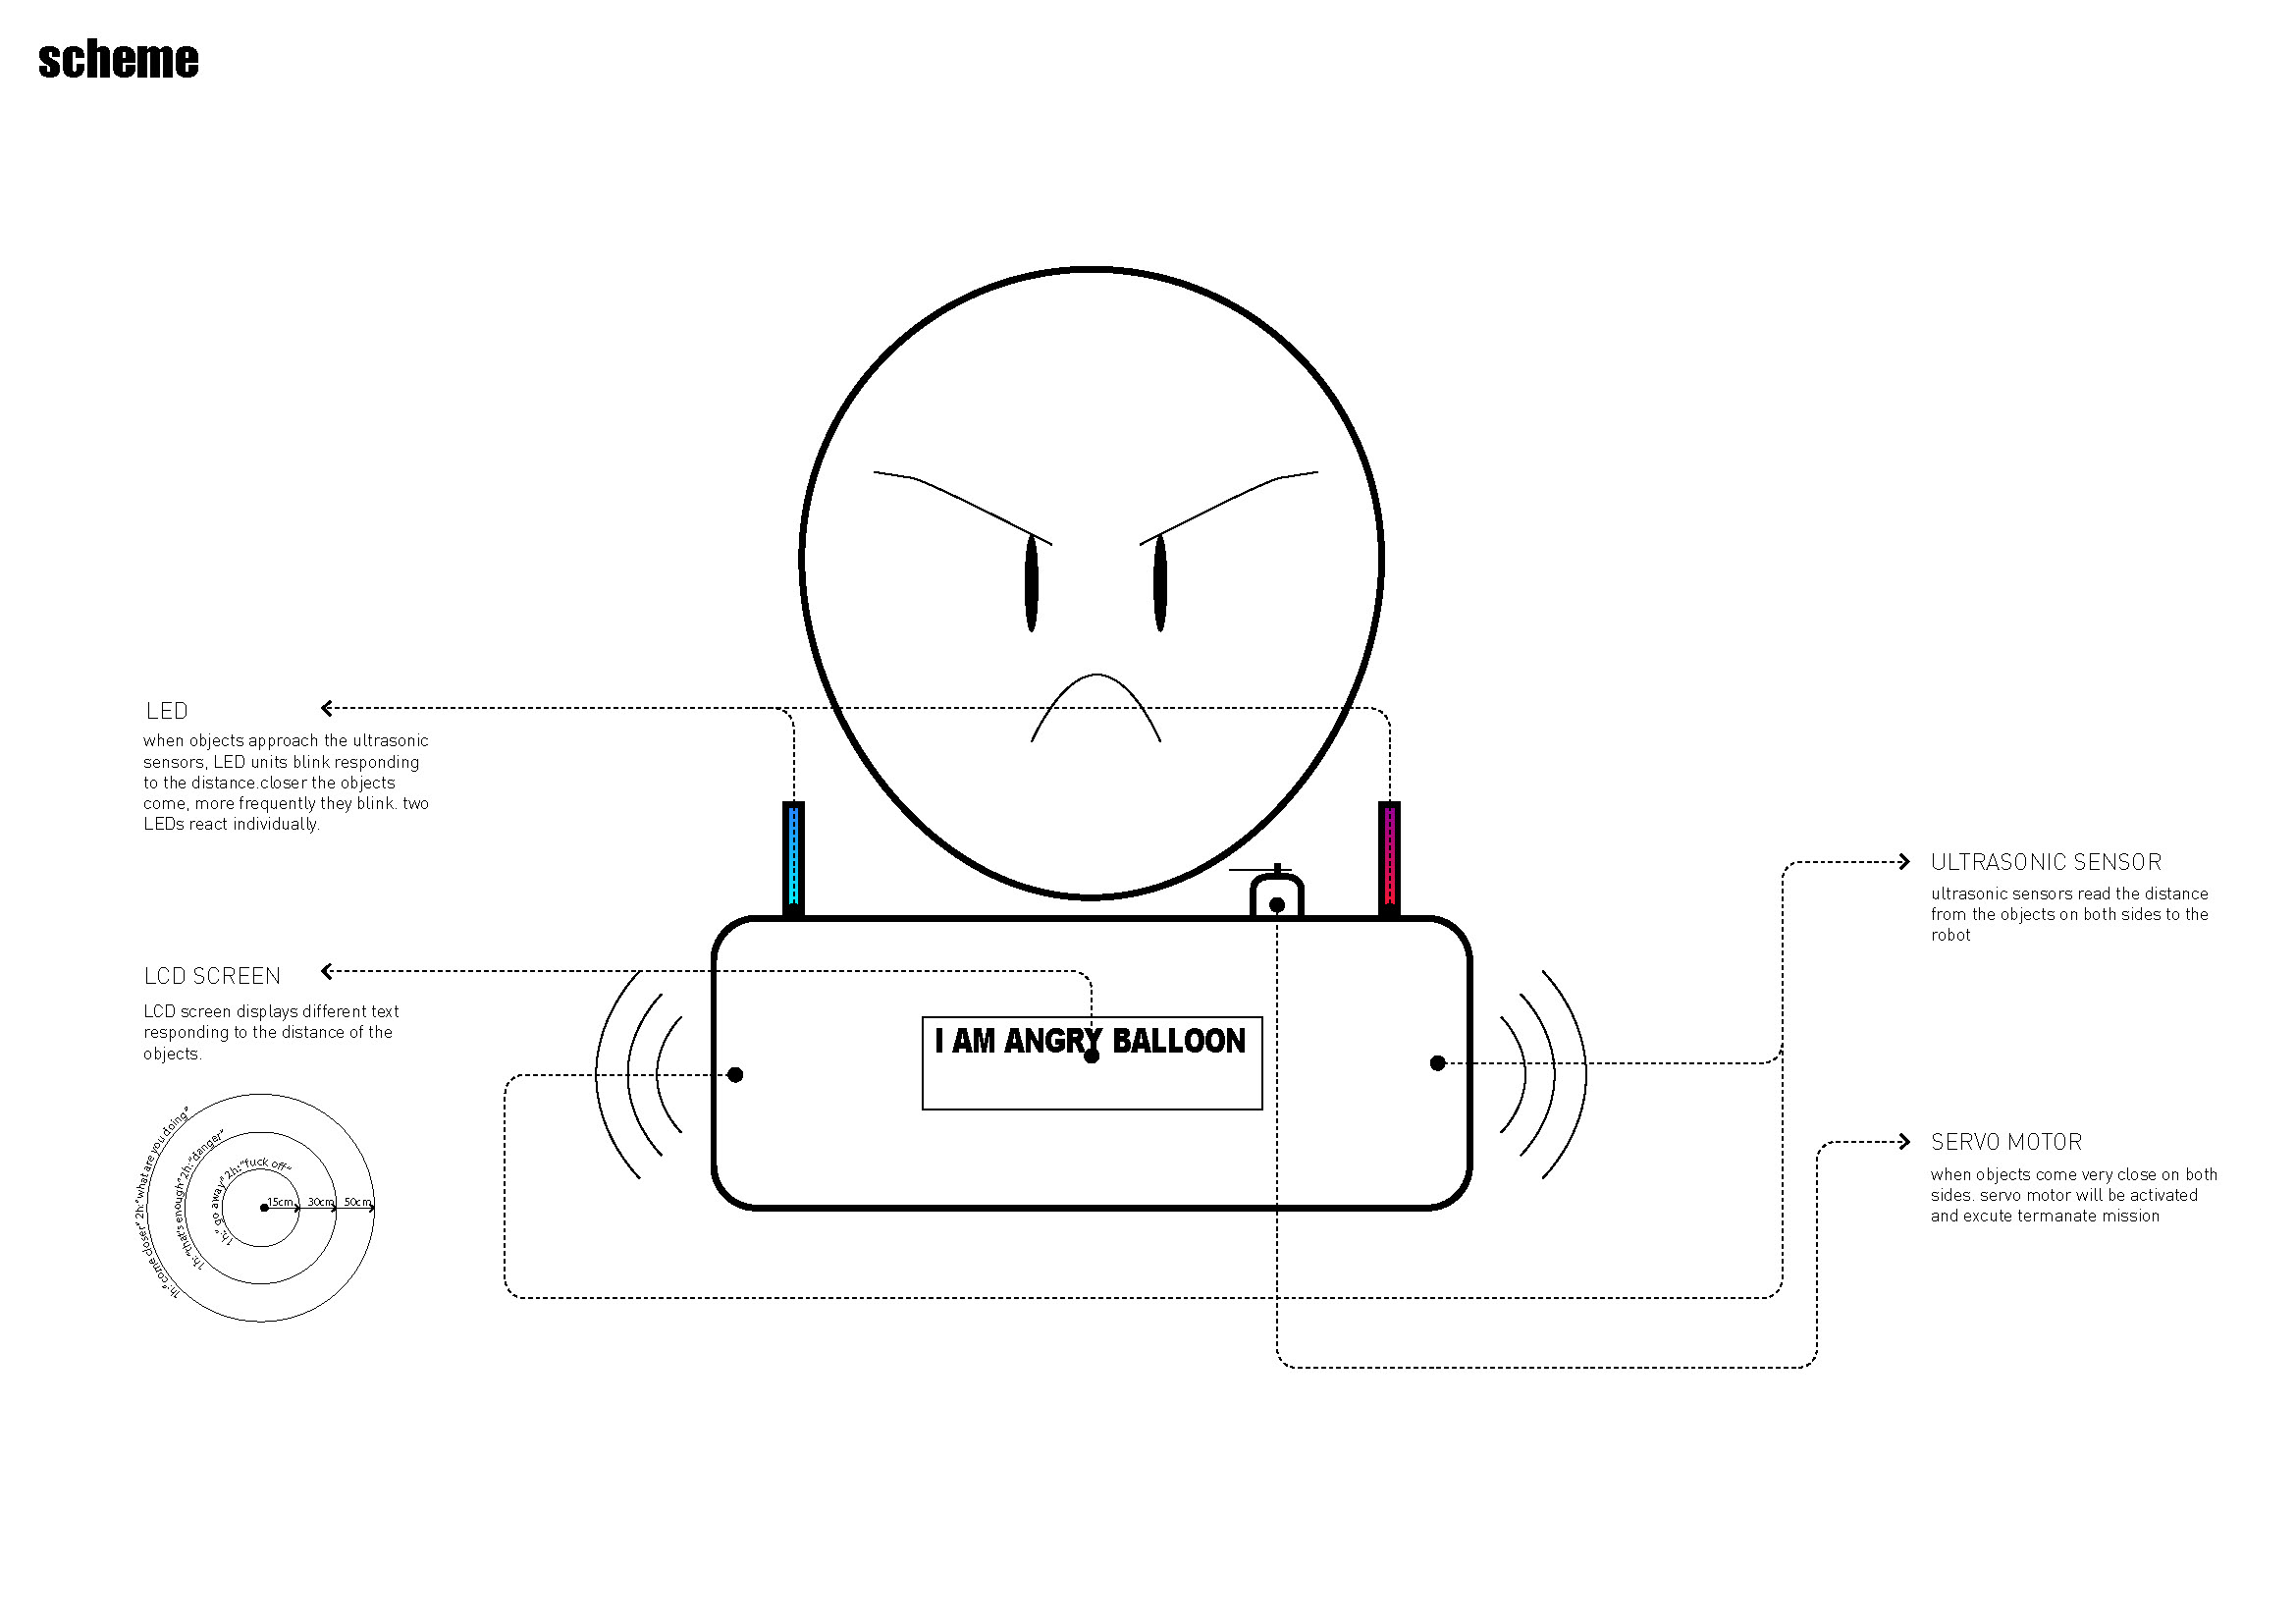 scheme
LED
when objects approach the ultrasonic
sensors, LED units blink responding
to the distance.closer the objects
come, more frequently they blink. two
LEDs react individually.
LCD SCREEN
LCD screen displays different text
responding to the distance of the
objects.
1h:"come closer" 2h:"what are you doing"
1h: "that's enough"2h:"danger"
1h:" go away" 2h:"fuck off"
15cm
30cm
50cm
I AM ANGRY BALLOON
ULTRASONIC SENSOR
ultrasonic sensors read the distance
from the objects on both sides to the
robot
SERVO MOTOR
when objects come very close on both
sides. servo motor will be activated
and excute termanate mission